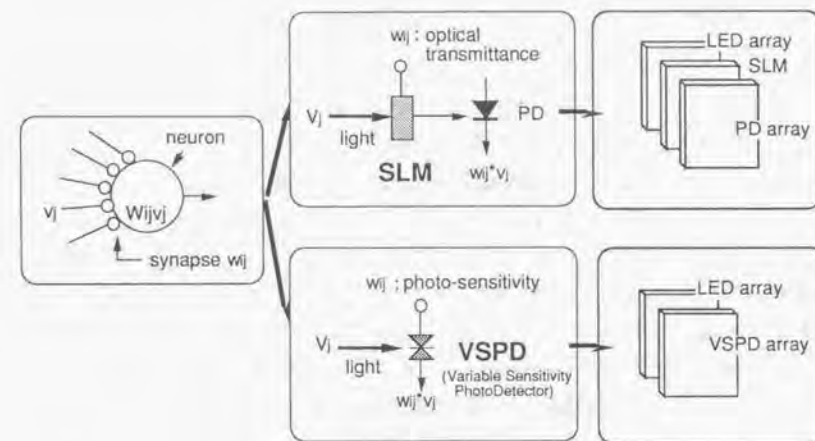 neuron
vj
Wijvj
synapse wij
wij : optical
transmittance
Vj
light
PD
SLM
wij*vj
LED array
SLM
PD array
wij : photo-sensitivity
Vj
light
VSPD
(Variable Sensitivity
PhotoDetector)
wij*vj
LED array
VSPD array